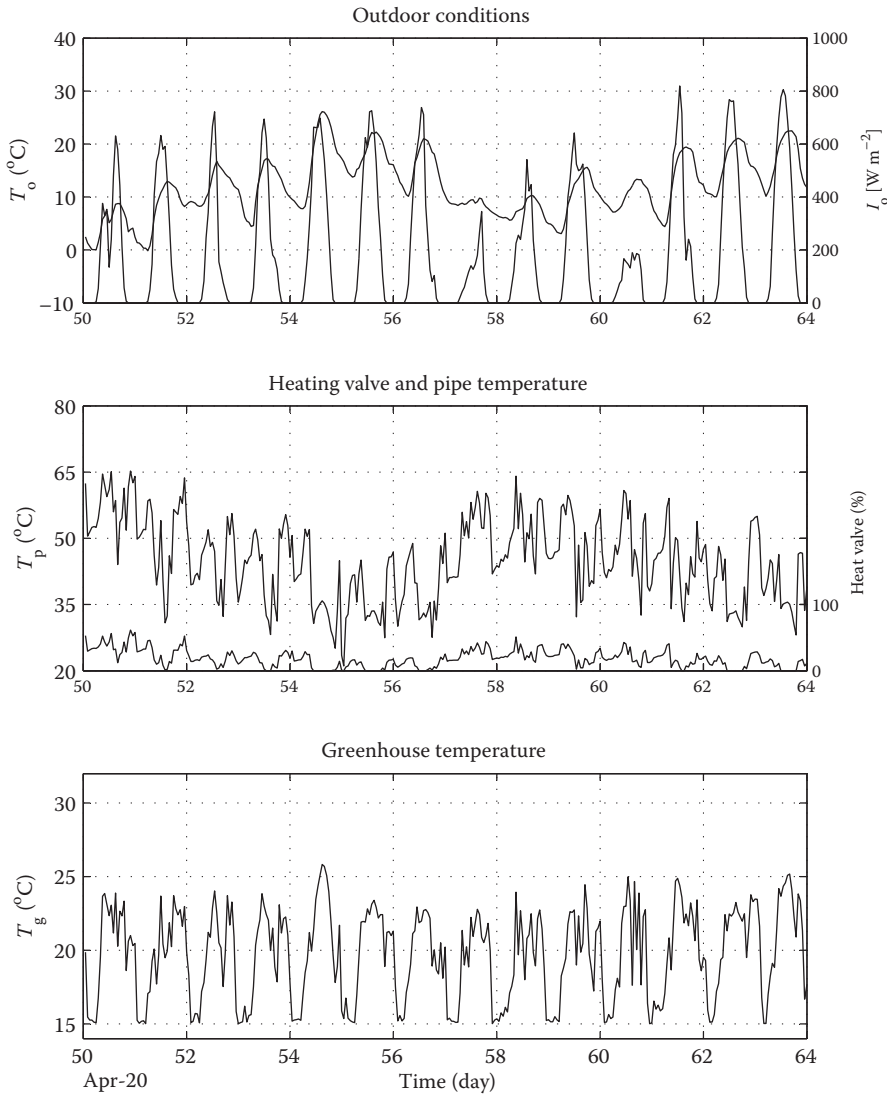 Outdoor conditions
40 1000
30 800
20 600
10 400
0 200
−10 0
T_o (°C)
I_o [W m⁻²]
50 52 54 56 58 60 62 64
Heating valve and pipe temperature
80
65
50
35 100
20 0
T_p (°C)
Heat valve (%)
50 52 54 56 58 60 62 64
Greenhouse temperature
30
25
20
15
T_g (°C)
50 52 54 56 58 60 62 64
Apr-20 Time (day)